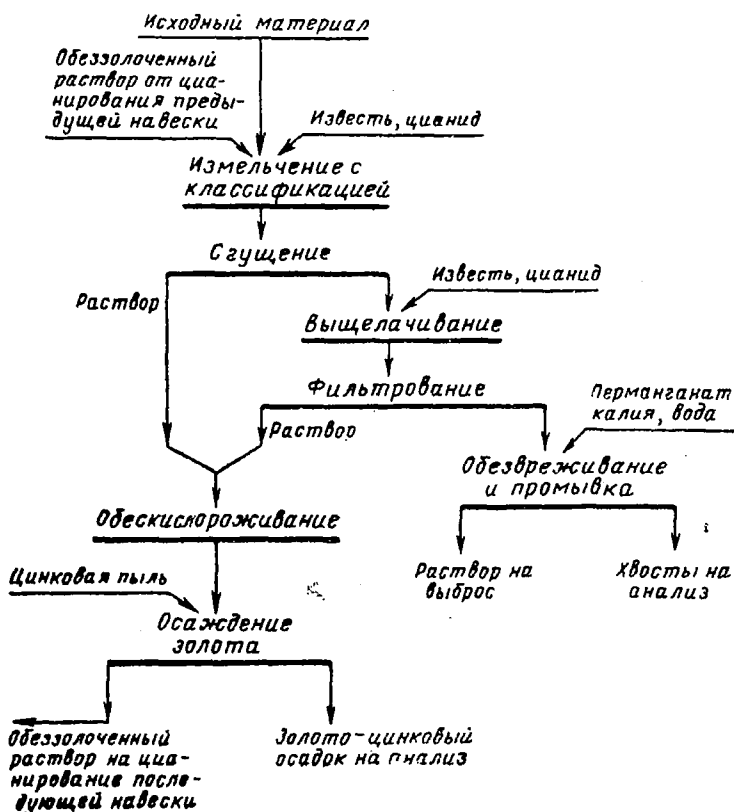 Исходный материал
Обеззолоченный
раствор от циа-
нирования преды-
дущей навески
Известь, цианид
Измельчение с
классификацией
Сгущение
Раствор
Известь, цианид
Выщелачивание
Фильтрование
Раствор
Перманганат
калия, вода
Обезвреживание
и промывка
Обескислороживание
Раствор на
выброс
Хвосты на
анализ
Цинковая пыль
Осаждение
золота
Обеззолоченный
раствор на циа-
нирование после-
дующей навески
Золото-цинковый
осадок на анализ